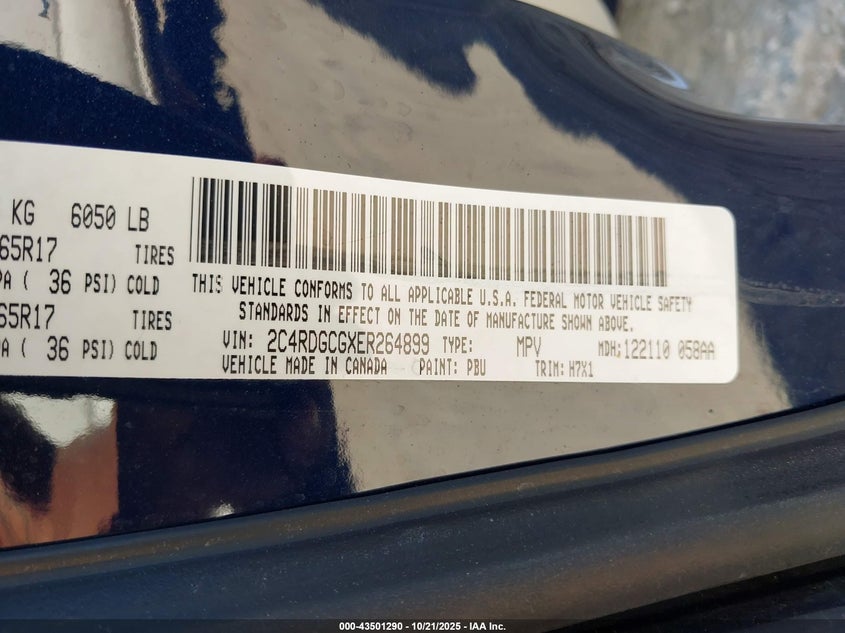 KG 6050 LB
65R17 TIRES
PA ( 36 PSI) COLD
65R17 TIRES
PA ( 36 PSI) COLD
THIS VEHICLE CONFORMS TO ALL APPLICABLE U.S.A. FEDERAL MOTOR VEHICLE SAFETY
STANDARDS IN EFFECT ON THE DATE OF MANUFACTURE SHOWN ABOVE.
VIN: 2C4RDGCGXER264899 TYPE: MPV MDH:122110 058AA
VEHICLE MADE IN CANADA PAINT: PBU TRIM: H7X1
000-43501290 - 10/21/2025 - IAA Inc.